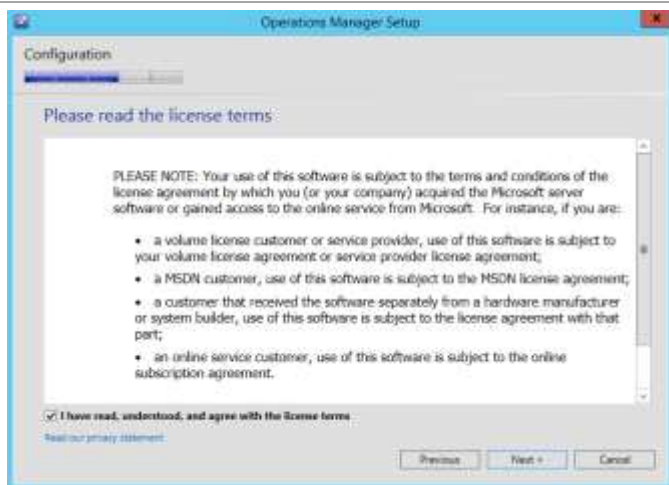 Operations Manager Setup
Configuration
Please read the license terms
PLEASE NOTE: Your use of this software is subject to the terms and conditions of the
license agreement by which you (or your company) acquired the Microsoft server
software or gained access to the online service from Microsoft. For instance, if you are:
• a volume license customer or service provider, use of this software is subject to
your volume license agreement or service provider license agreement;
• a MSDN customer, use of this software is subject to the MSDN license agreement;
• a customer that received the software separately from a hardware manufacturer
or system builder, use of this software is subject to the license agreement with that
part;
• an online service customer, use of this software is subject to the online
subscription agreement.
I have read, understood, and agree with the license terms
Read our privacy statement
Previous Next > Cancel